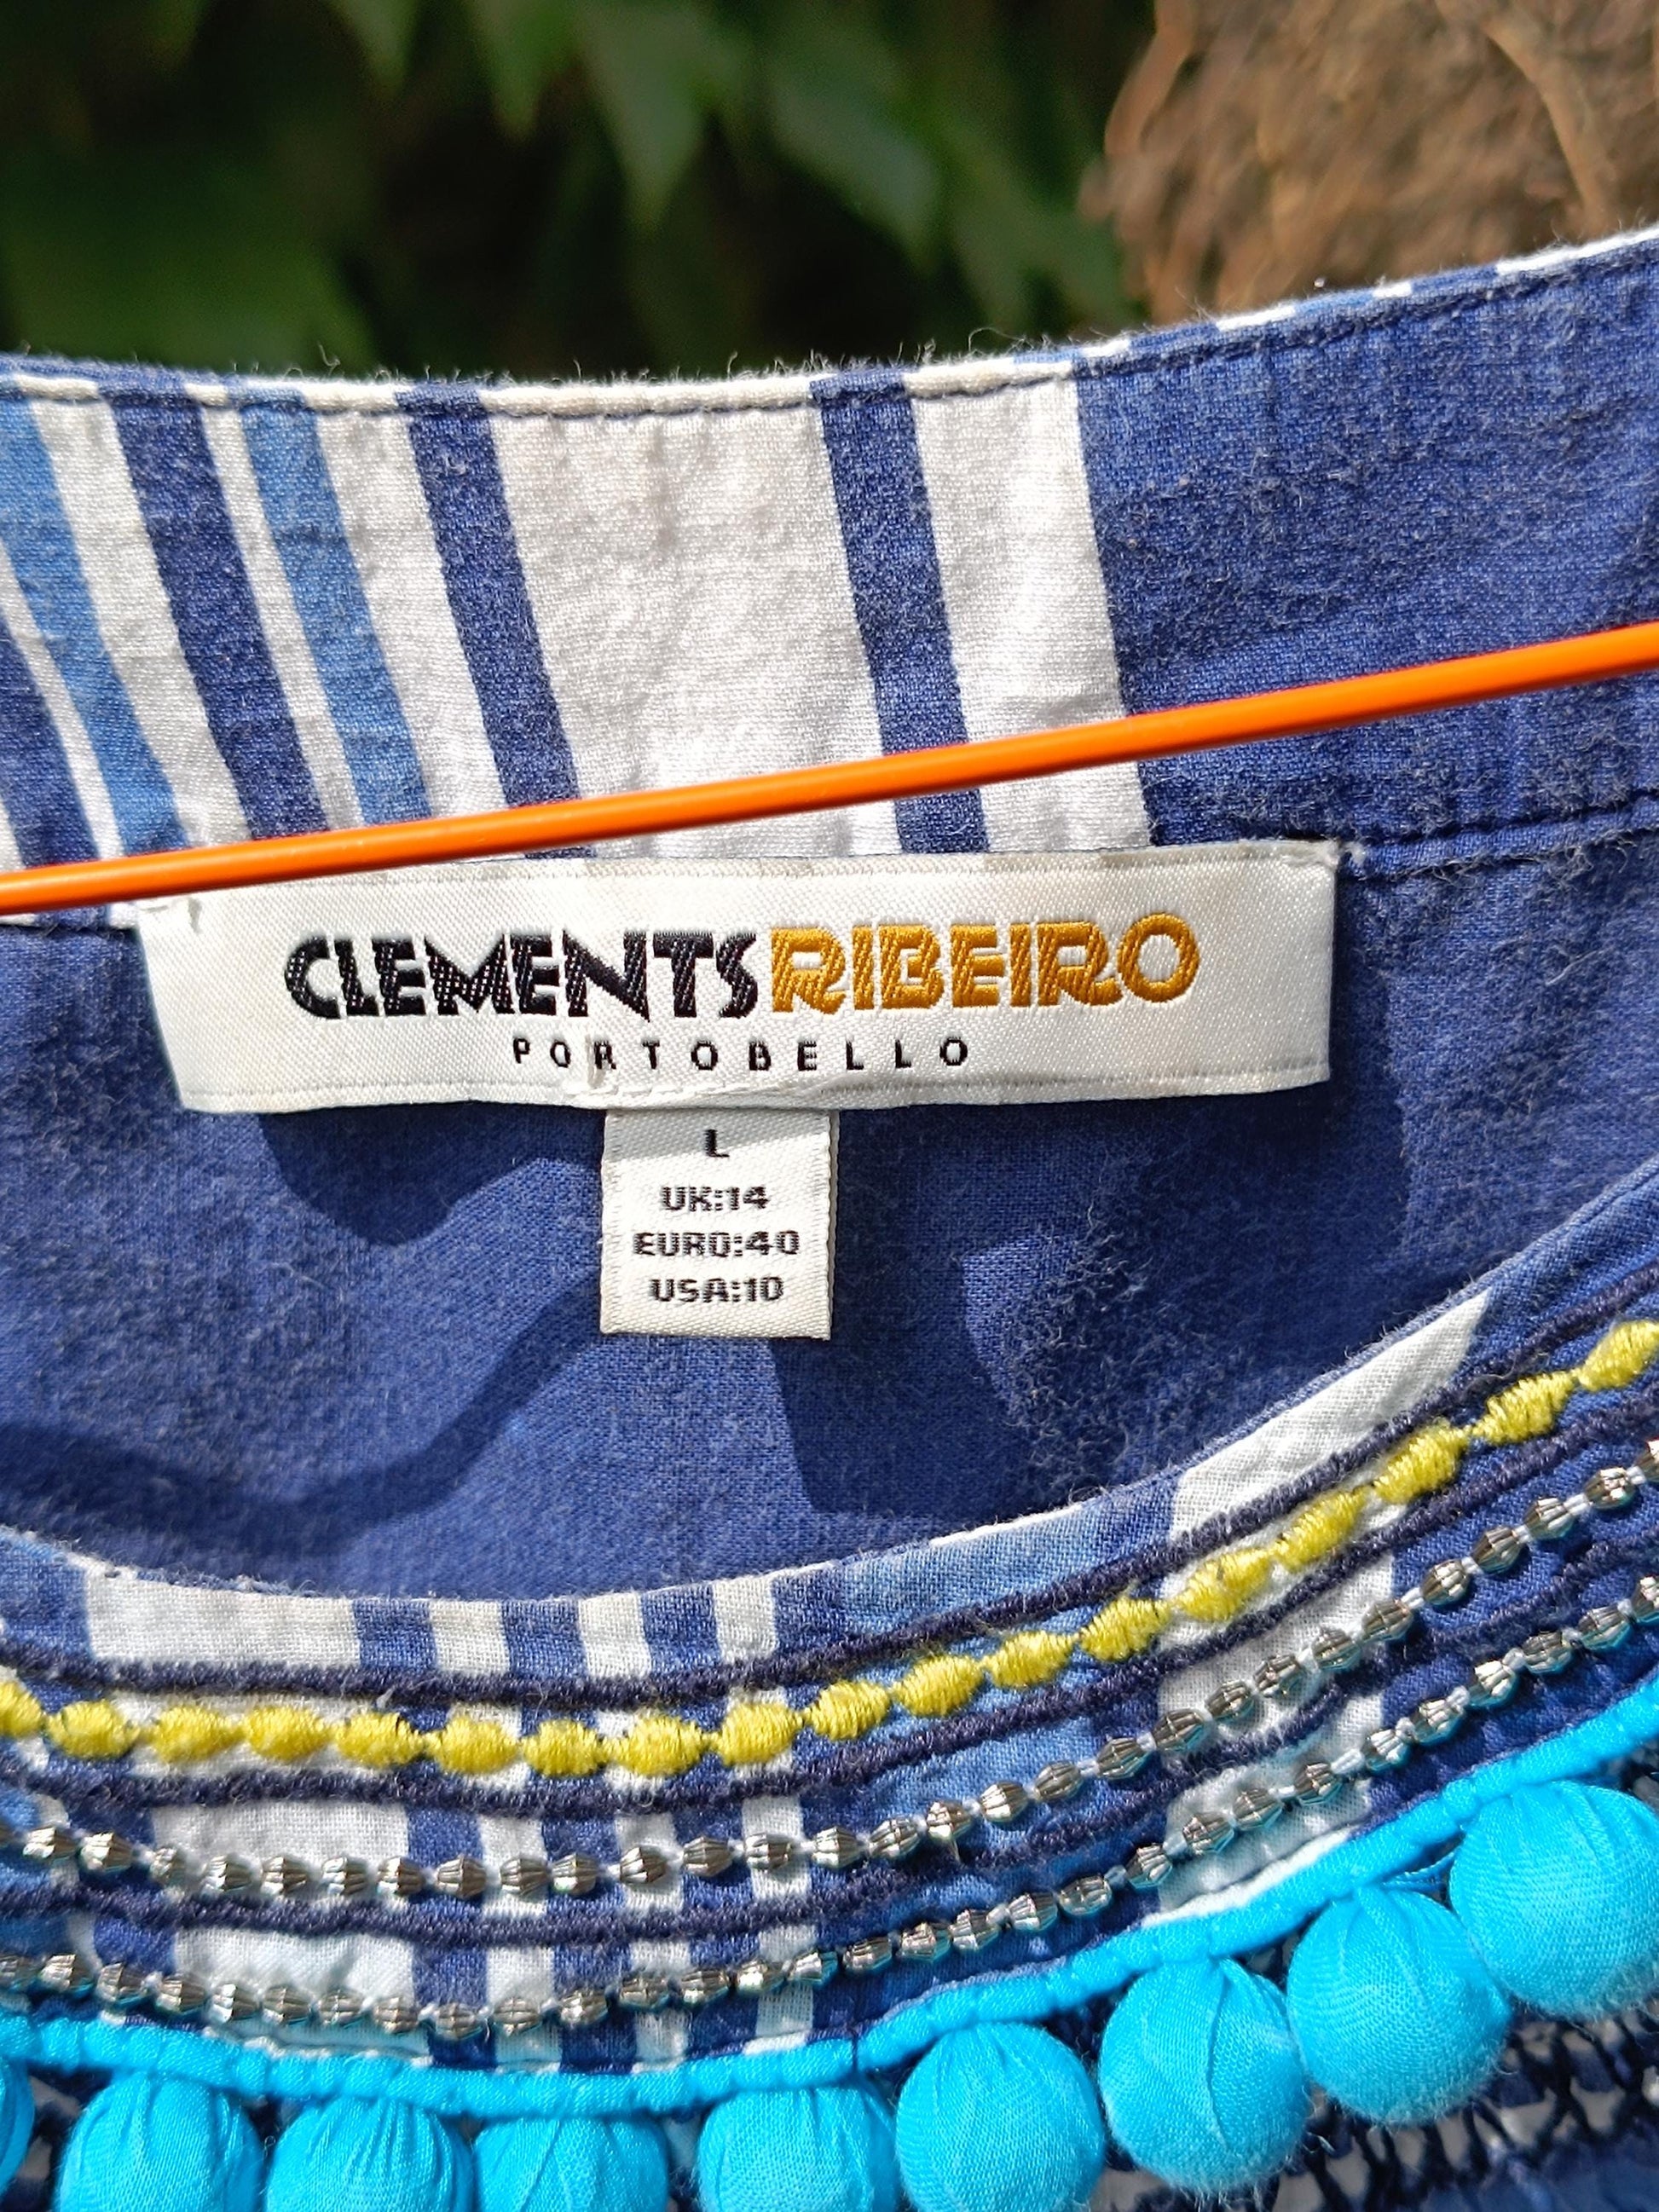 CLEMENTSRIBEIRO
PORTOBELLO
L
UK:14
EURO:40
USA:10